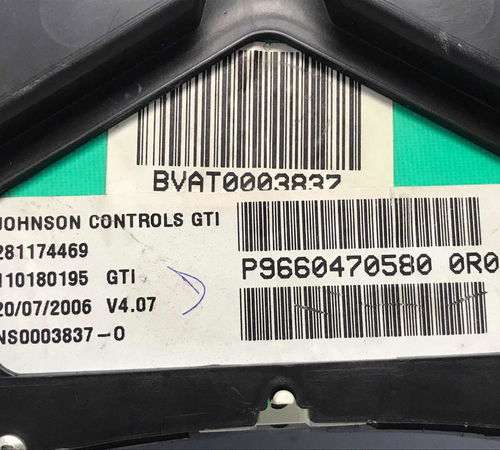 BVAT0003837
JOHNSON CONTROLS GTI
281174469
110180195 GTI
20/07/2006 V4.07
NS0003837-0
P9660470580 0R0